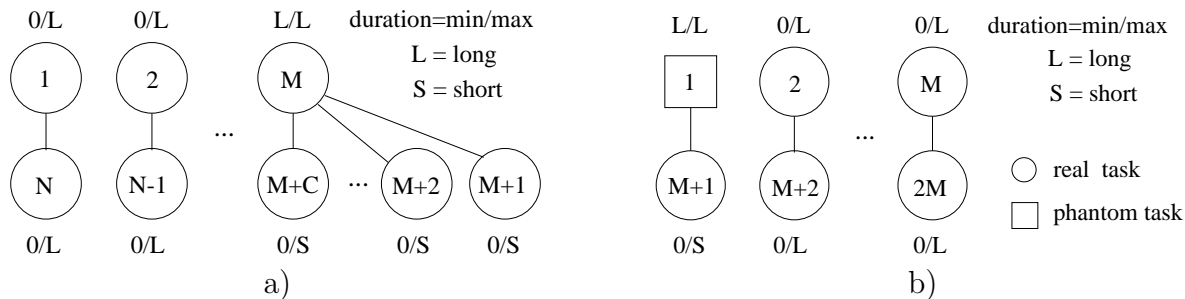 0/L 0/L L/L duration=min/max
L = long
S = short
1 2 M
...
N N-1 M+C ... M+2 M+1
0/L 0/L 0/S 0/S 0/S
a)
L/L 0/L 0/L duration=min/max
L = long
S = short
1 2 M
...
M+1 M+2 2M
real task
phantom task
0/S 0/L 0/L
b)